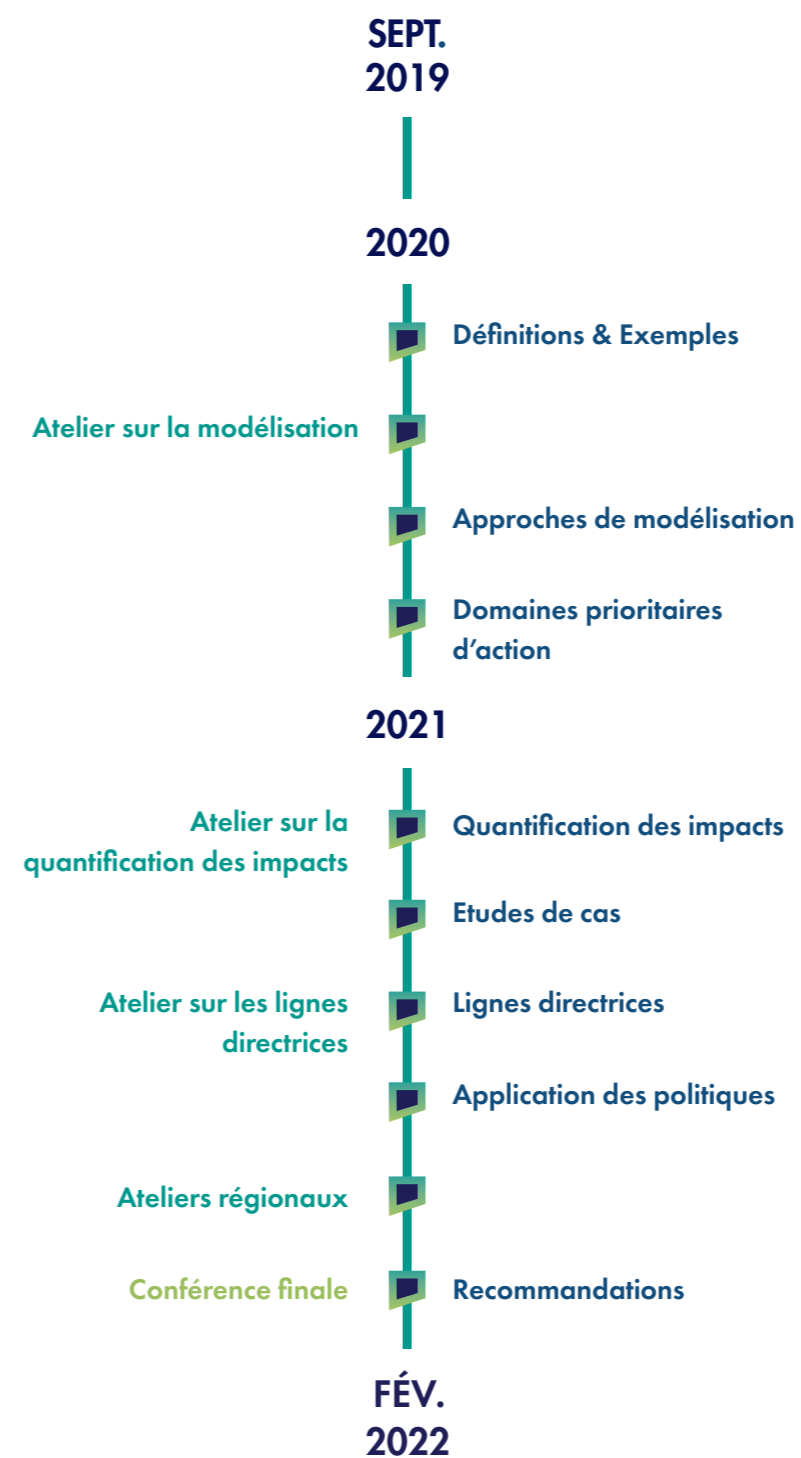 SEPT.
2019
2020
Définitions & Exemples
Atelier sur la modélisation
Approches de modélisation
Domaines prioritaires
d’action
2021
Atelier sur la
quantification des impacts
Quantification des impacts
Etudes de cas
Atelier sur les lignes
directrices
Lignes directrices
Application des politiques
Ateliers régionaux
Conférence finale
Recommandations
FÉV.
2022